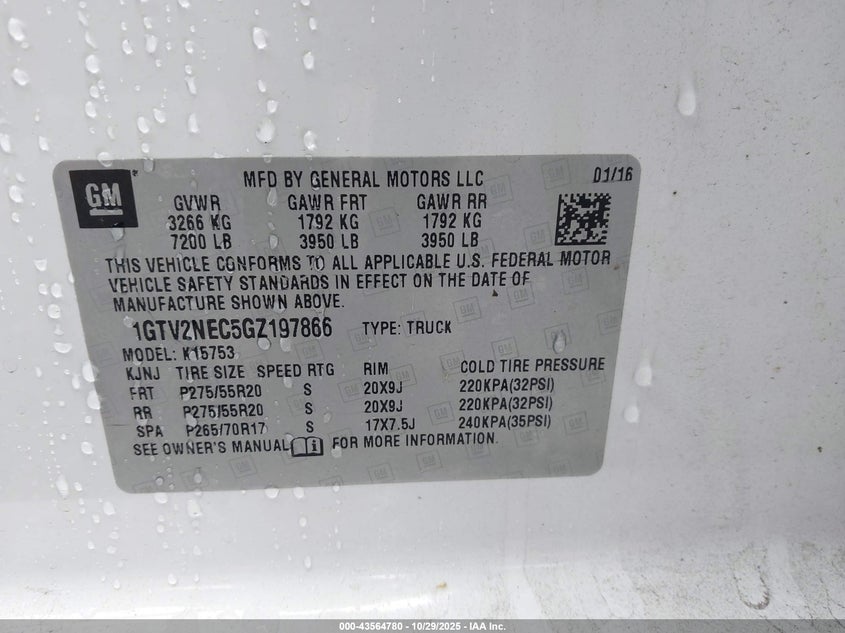 GM
MFD BY GENERAL MOTORS LLC 01/16
GVWR GAWR FRT GAWR RR
3266 KG 1792 KG 1792 KG
7200 LB 3950 LB 3950 LB
THIS VEHICLE CONFORMS TO ALL APPLICABLE U.S. FEDERAL MOTOR
VEHICLE SAFETY STANDARDS IN EFFECT ON THE DATE OF
MANUFACTURE SHOWN ABOVE.
1GTV2NEC5GZ197866 TYPE: TRUCK
MODEL: K15753
KJNJ TIRE SIZE SPEED RTG RIM COLD TIRE PRESSURE
FRT P275/55R20 S 20X9J 220KPA(32PSI)
RR P275/55R20 S 20X9J 220KPA(32PSI)
SPA P265/70R17 S 17X7.5J 240KPA(35PSI)
SEE OWNER'S MANUAL i FOR MORE INFORMATION.
000-43564780 - 10/29/2025 - IAA Inc.